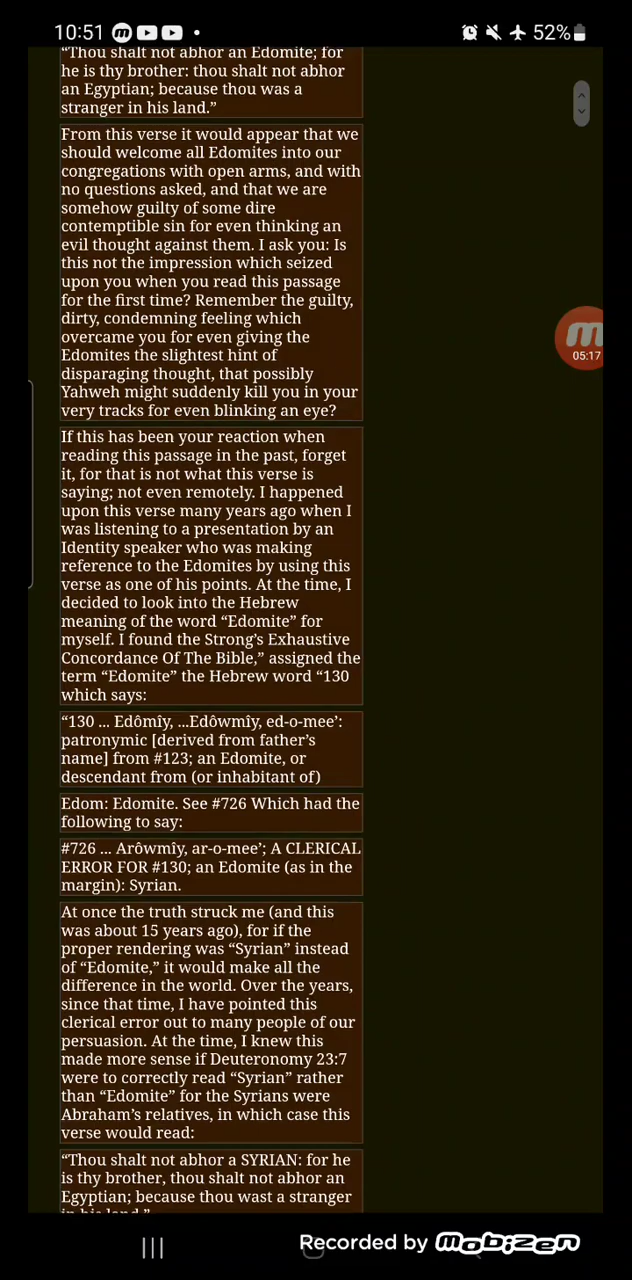 10:51
52%
“Thou shalt not abhor an Edomite; for
he is thy brother: thou shalt not abhor
an Egyptian; because thou was a
stranger in his land.”
From this verse it would appear that we
should welcome all Edomites into our
congregations with open arms, and with
no questions asked, and that we are
somehow guilty of some dire
contemptible sin for even thinking an
evil thought against them. I ask you: Is
this not the impression which seized
upon you when you read this passage
for the first time? Remember the guilty,
dirty, condemning feeling which
overcame you for even giving the
Edomites the slightest hint of
disparaging thought, that possibly
Yahweh might suddenly kill you in your
very tracks for even blinking an eye?
05:17
If this has been your reaction when
reading this passage in the past, forget
it, for that is not what this verse is
saying; not even remotely. I happened
upon this verse many years ago when I
was listening to a presentation by an
Identity speaker who was making
reference to the Edomites by using this
verse as one of his points. At the time, I
decided to look into the Hebrew
meaning of the word “Edomite” for
myself. I found the Strong’s Exhaustive
Concordance Of The Bible,” assigned the
term “Edomite” the Hebrew word “130
which says:
“130 ... Edômîy, ...Edôwmîy, ed-o-mee’:
patronymic [derived from father’s
name] from #123; an Edomite, or
descendant from (or inhabitant of)
Edom: Edomite. See #726 Which had the
following to say:
#726 ... Arôwmîy, ar-o-mee’; A CLERICAL
ERROR FOR #130; an Edomite (as in the
margin): Syrian.
At once the truth struck me (and this
was about 15 years ago), for if the
proper rendering was “Syrian” instead
of “Edomite,” it would make all the
difference in the world. Over the years,
since that time, I have pointed this
clerical error out to many people of our
persuasion. At the time, I knew this
made more sense if Deuteronomy 23:7
were to correctly read “Syrian” rather
than “Edomite” for the Syrians were
Abraham’s relatives, in which case this
verse would read:
“Thou shalt not abhor a SYRIAN: for he
is thy brother, thou shalt not abhor an
Egyptian; because thou wast a stranger
in his land.”
Recorded by mobizen